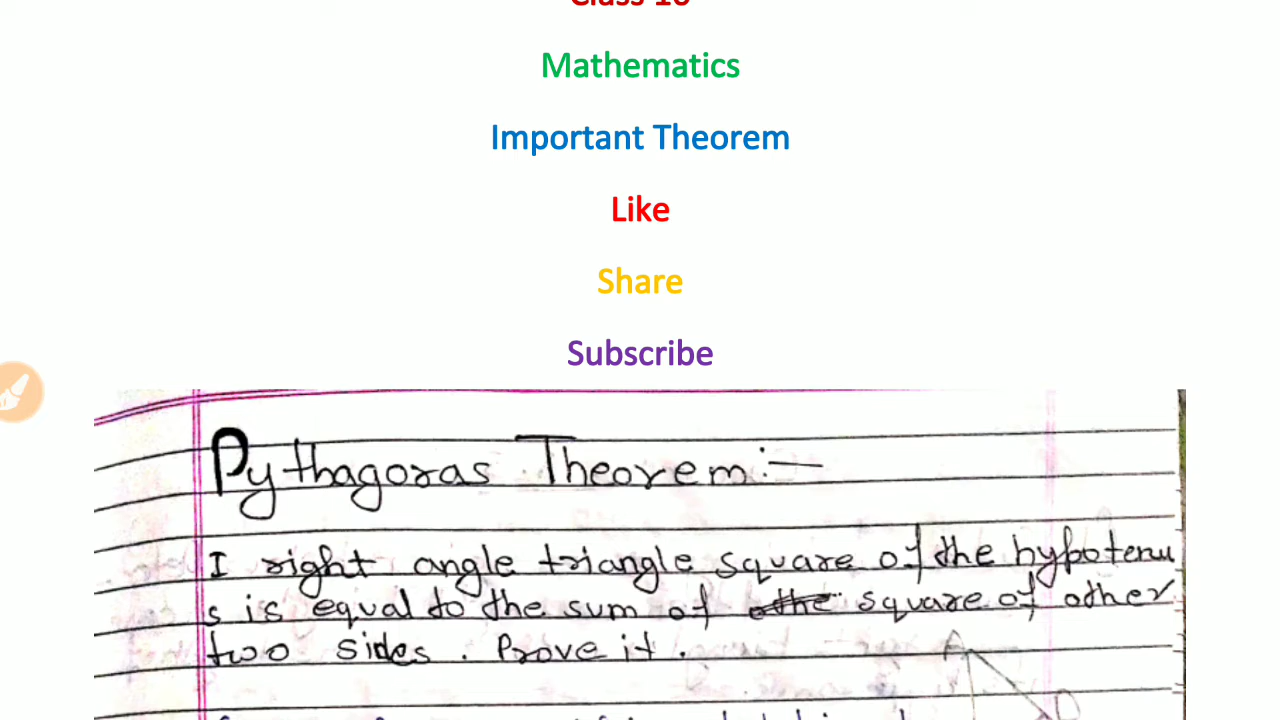 Mathematics
Important Theorem
Like
Share
Subscribe
Pythagoras Theorem:—
I right angle triangle square of the hypotenu
s is equal to the sum of square of other
two sides. Prove it.
A